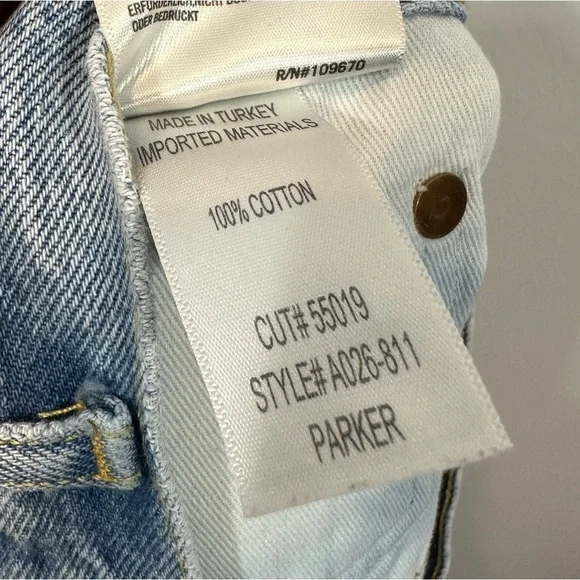 ERFORDERLICH, NICHT
ODER BEDRUCKT
R/N#109670
MADE IN TURKEY
IMPORTED MATERIALS
100% COTTON
CUT# 55019
STYLE# A026-811
PARKER